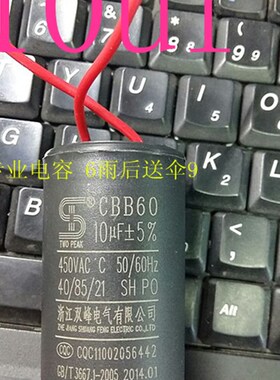 业电容 6雨后送伞9
S
TWO PEAK
CBB60
10μF±5%
450VAC ℃ 50/60Hz
40/85/21 SH PO
浙江双峰电气有限公司
ZHE JIANG SHUANG FENG ELECTRIC CO.,LTD
CQC CQC11002056442
GB/T3667.1-2005 2014.01
U
I
O
J
K
L
M